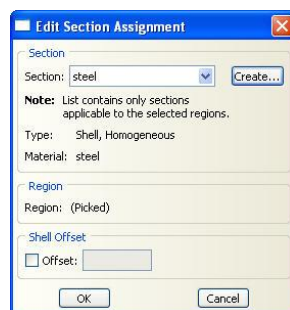 Edit Section Assignment
Section
Section: steel Create...
Note: List contains only sections
applicable to the selected regions.
Type: Shell, Homogeneous
Material: steel
Region
Region: (Picked)
Shell Offset
Offset:
OK Cancel